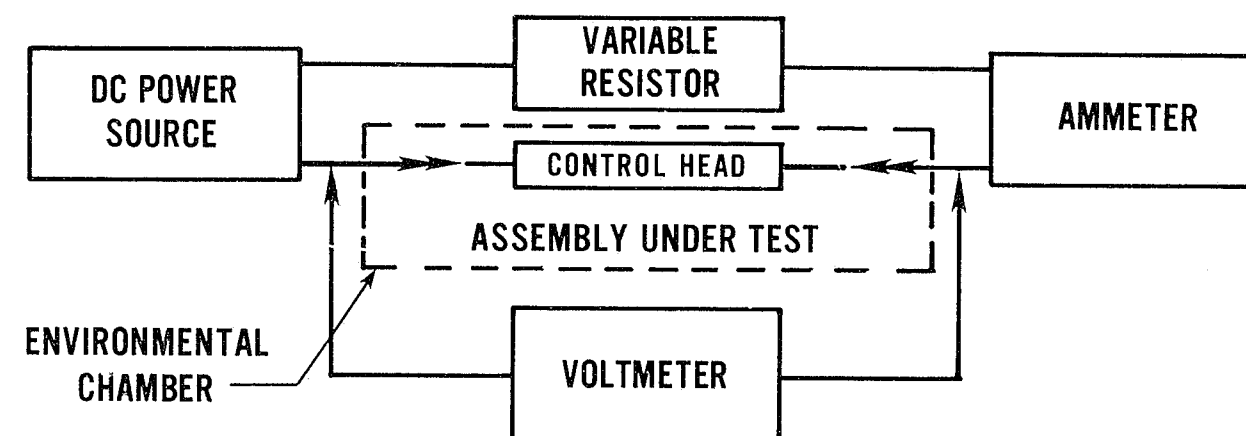 VARIABLE
RESISTOR
DC POWER
SOURCE
AMMETER
CONTROL HEAD
ASSEMBLY UNDER TEST
ENVIRONMENTAL
CHAMBER
VOLTMETER